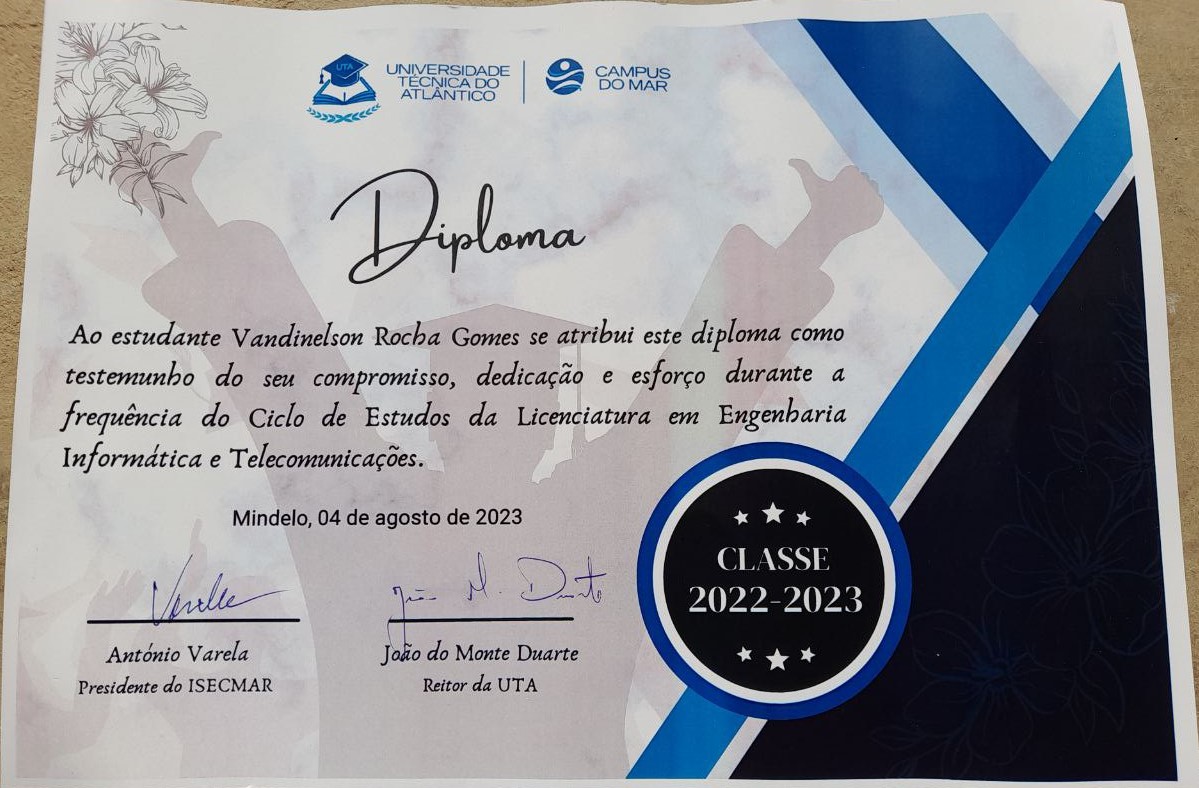 UTA
UNIVERSIDADE
TÉCNICA DO
ATLÂNTICO
CAMPUS
DO MAR
Diploma
Ao estudante Vandinelson Rocha Gomes se atribui este diploma como
testemunho do seu compromisso, dedicação e esforço durante a
frequência do Ciclo de Estudos da Licenciatura em Engenharia
Informática e Telecomunicações.
Mindelo, 04 de agosto de 2023
Varela
João M. Duarte
António Varela
Presidente do ISECMAR
João do Monte Duarte
Reitor da UTA
CLASSE
2022-2023